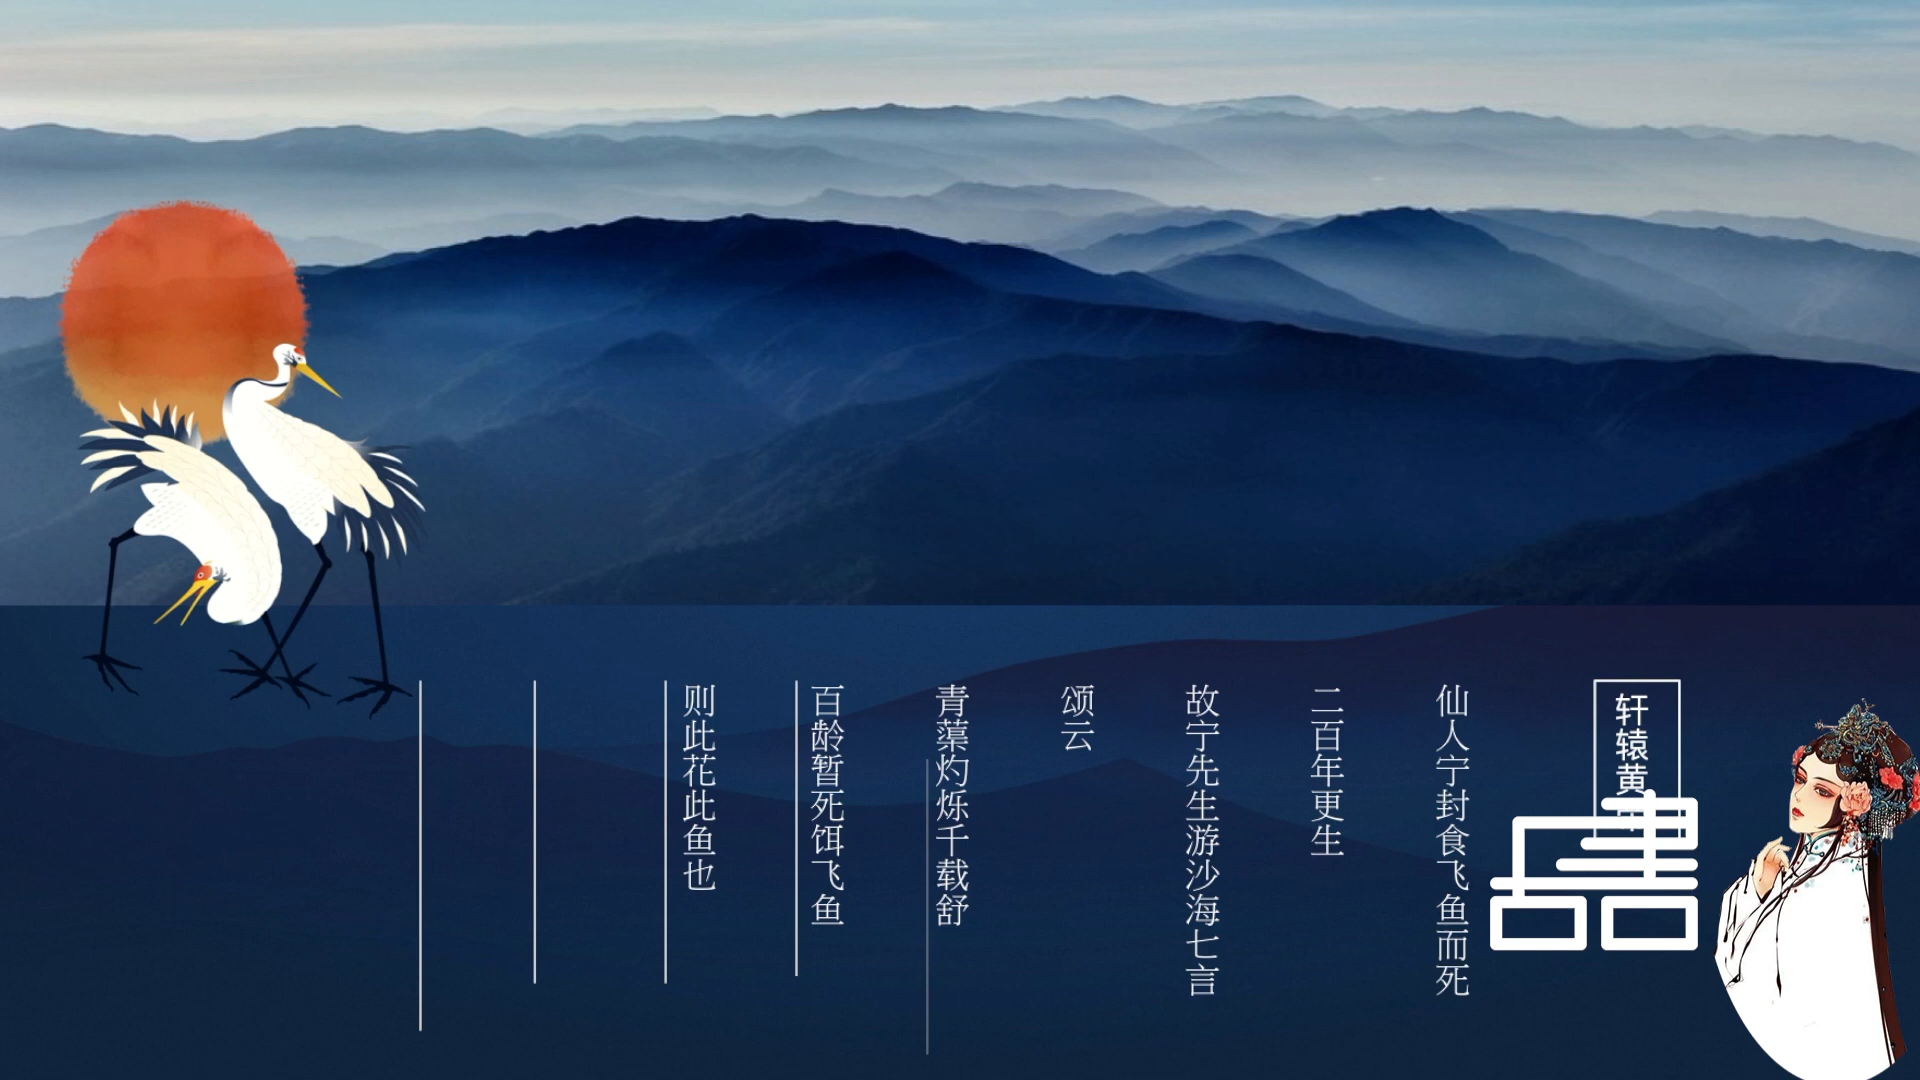 轩辕黄
仙人宁封食飞鱼而死
二百年更生
故宁先生游沙海七言
颂云
青蕖灼烁千载舒
百龄暂死饵飞鱼
则此花此鱼也